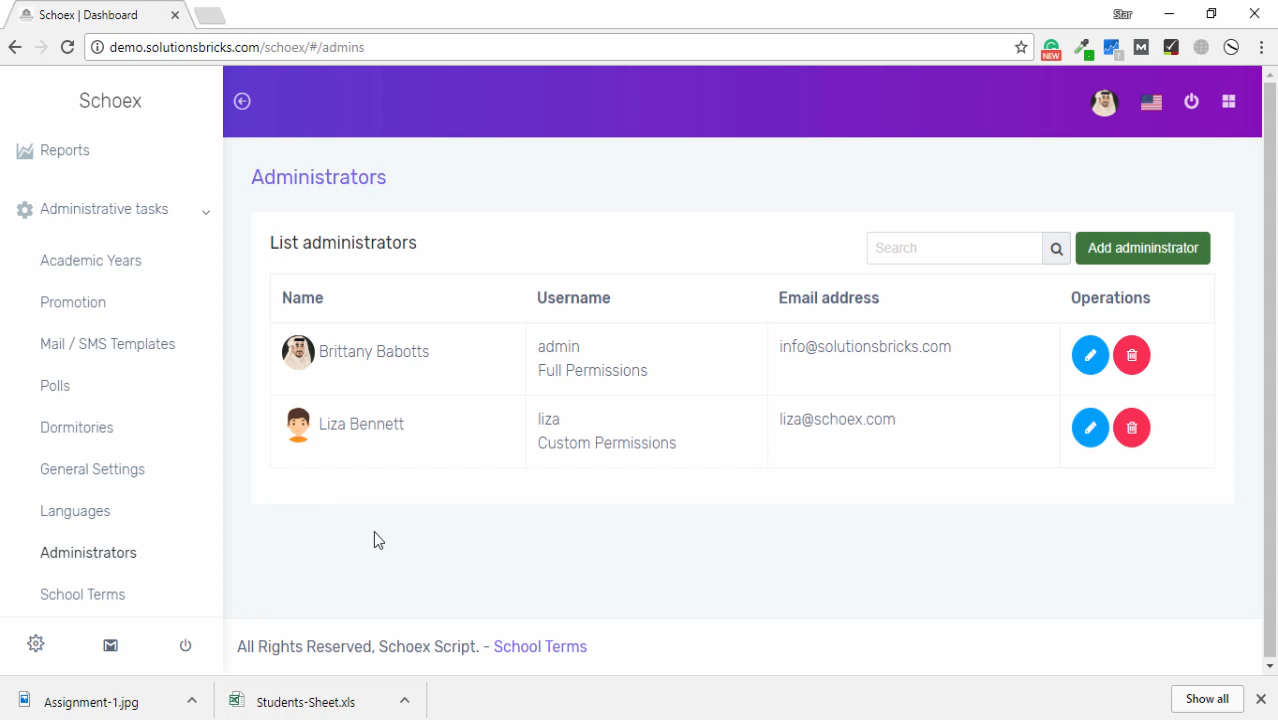 Schoex | Dashboard
Star
demo.solutionsbricks.com/schoex/#/admins
NEW
M
Schoex
Reports
Administrative tasks
Academic Years
Promotion
Mail / SMS Templates
Polls
Dormitories
General Settings
Languages
Administrators
School Terms
Administrators
List administrators
Search
Add admininstrator
Name Username Email address Operations
Brittany Babotts admin info@solutionsbricks.com
Full Permissions
Liza Bennett liza liza@schoex.com
Custom Permissions
All Rights Reserved, Schoex Script. - School Terms
Assignment-1.jpg Students-Sheet.xls Show all